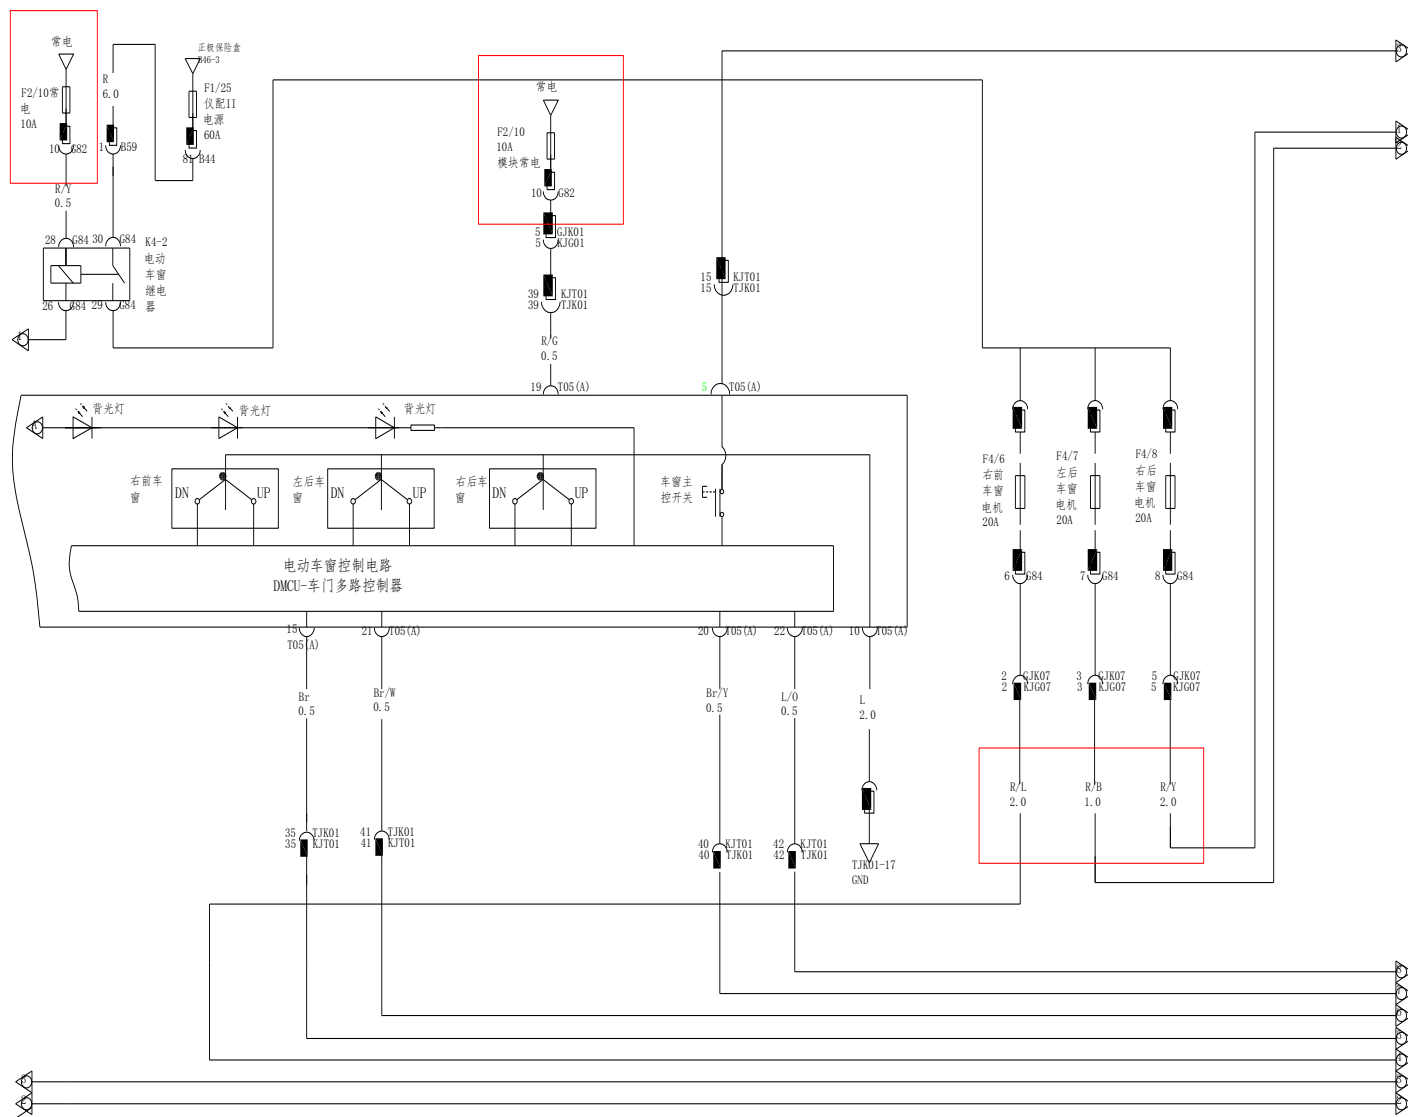 常电
F2/10常
电
10A
10 G82
R/Y
0.5
R
6.0
1 B59
正极保险盒
B46-3
F1/25
仪配II
电源
60A
81 B44
28 G84 30 G84
26 G84 29 G84
K4-2
电动
车窗
继电
器
常电
F2/10
10A
模块常电
10 G82
5 GJK01
5 KJG01
39 KJT01
39 TJK01
R/G
0.5
19 T05(A)
15 KJT01
15 TJK01
5 T05(A)
背光灯
背光灯
背光灯
右前车
窗
DN UP
左后车
窗
DN UP
右后车
窗
DN UP
车窗主
控开关
电动车窗控制电路
DMCU-车门多路控制器
15
T05(A)
21 T05(A)
20 T05(A)
22 T05(A)
10 T05(A)
Br
0.5
Br/W
0.5
Br/Y
0.5
L/O
0.5
L
2.0
35 TJK01
35 KJT01
41 TJK01
41 KJT01
40 KJT01
40 TJK01
42 KJT01
42 TJK01
TJK01-17
GND
F4/6
右前
车窗
电机
20A
F4/7
左后
车窗
电机
20A
F4/8
右后
车窗
电机
20A
6 G84
7 G84
8 G84
2 GJK07
2 KJG07
3 GJK07
3 KJG07
5 GJK07
5 KJG07
R/L
2.0
R/B
1.0
R/Y
2.0